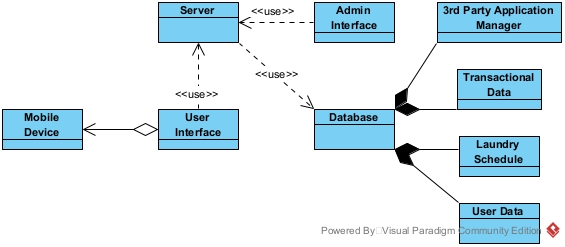 Server
<<use>>
Admin
Interface
3rd Party Application
Manager
<<use>>
Transactional
Data
<<use>>
Mobile
Device
User
Interface
Database
Laundry
Schedule
User Data
Powered By Visual Paradigm Community Edition